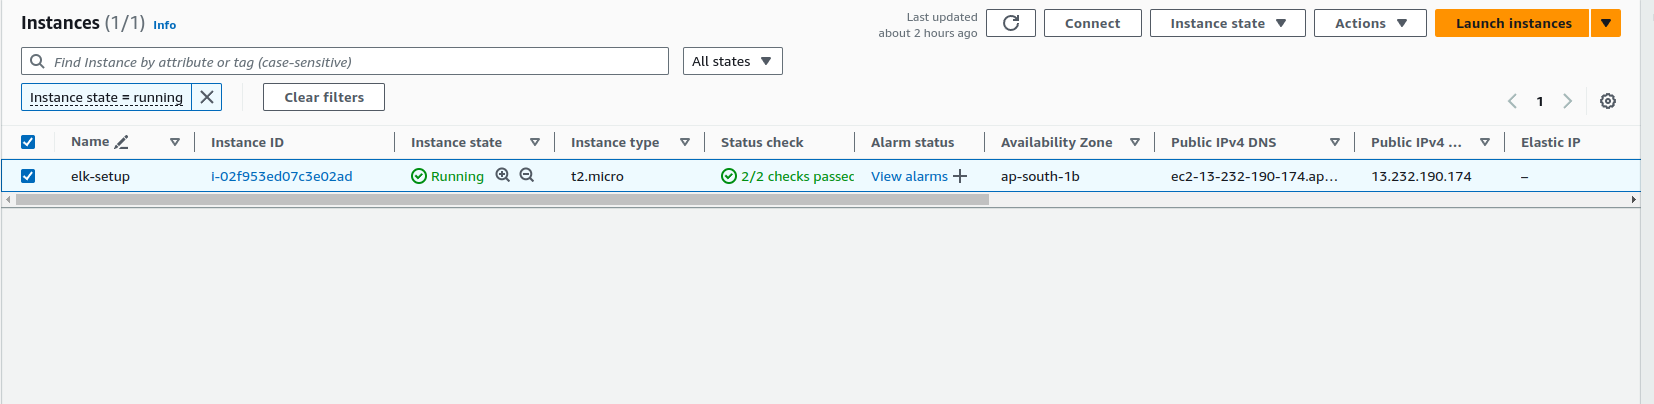 Instances (1/1) Info
Last updated
about 2 hours ago
Connect
Instance state
Actions
Launch instances
Find Instance by attribute or tag (case-sensitive)
All states
Instance state = running
Clear filters
1
Name Instance ID Instance state Instance type Status check Alarm status Availability Zone Public IPv4 DNS Public IPv4 ... Elastic IP
elk-setup i-02f953ed07c3e02ad Running t2.micro 2/2 checks passec View alarms ap-south-1b ec2-13-232-190-174.ap... 13.232.190.174 –